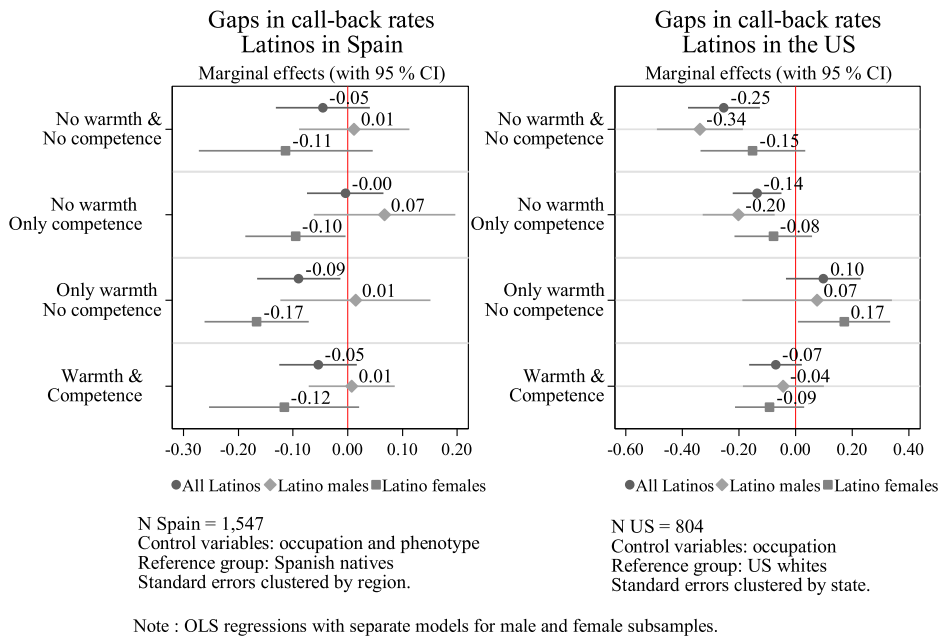 Gaps in call-back rates
Latinos in Spain
Marginal effects (with 95 % CI)
No warmth &
No competence
No warmth
Only competence
Only warmth
No competence
Warmth &
Competence
-0.05
0.01
-0.11
-0.00
0.07
-0.10
-0.09
0.01
-0.17
-0.05
0.01
-0.12
-0.30 -0.20 -0.10 0.00 0.10 0.20
All Latinos Latino males Latino females
N Spain = 1,547
Control variables: occupation and phenotype
Reference group: Spanish natives
Standard errors clustered by region.
Gaps in call-back rates
Latinos in the US
Marginal effects (with 95 % CI)
No warmth &
No competence
No warmth
Only competence
Only warmth
No competence
Warmth &
Competence
-0.25
-0.34
-0.15
-0.14
-0.20
-0.08
0.10
0.07
0.17
-0.07
-0.04
-0.09
-0.60 -0.40 -0.20 0.00 0.20 0.40
All Latinos Latino males Latino females
N US = 804
Control variables: occupation
Reference group: US whites
Standard errors clustered by state.
Note : OLS regressions with separate models for male and female subsamples.